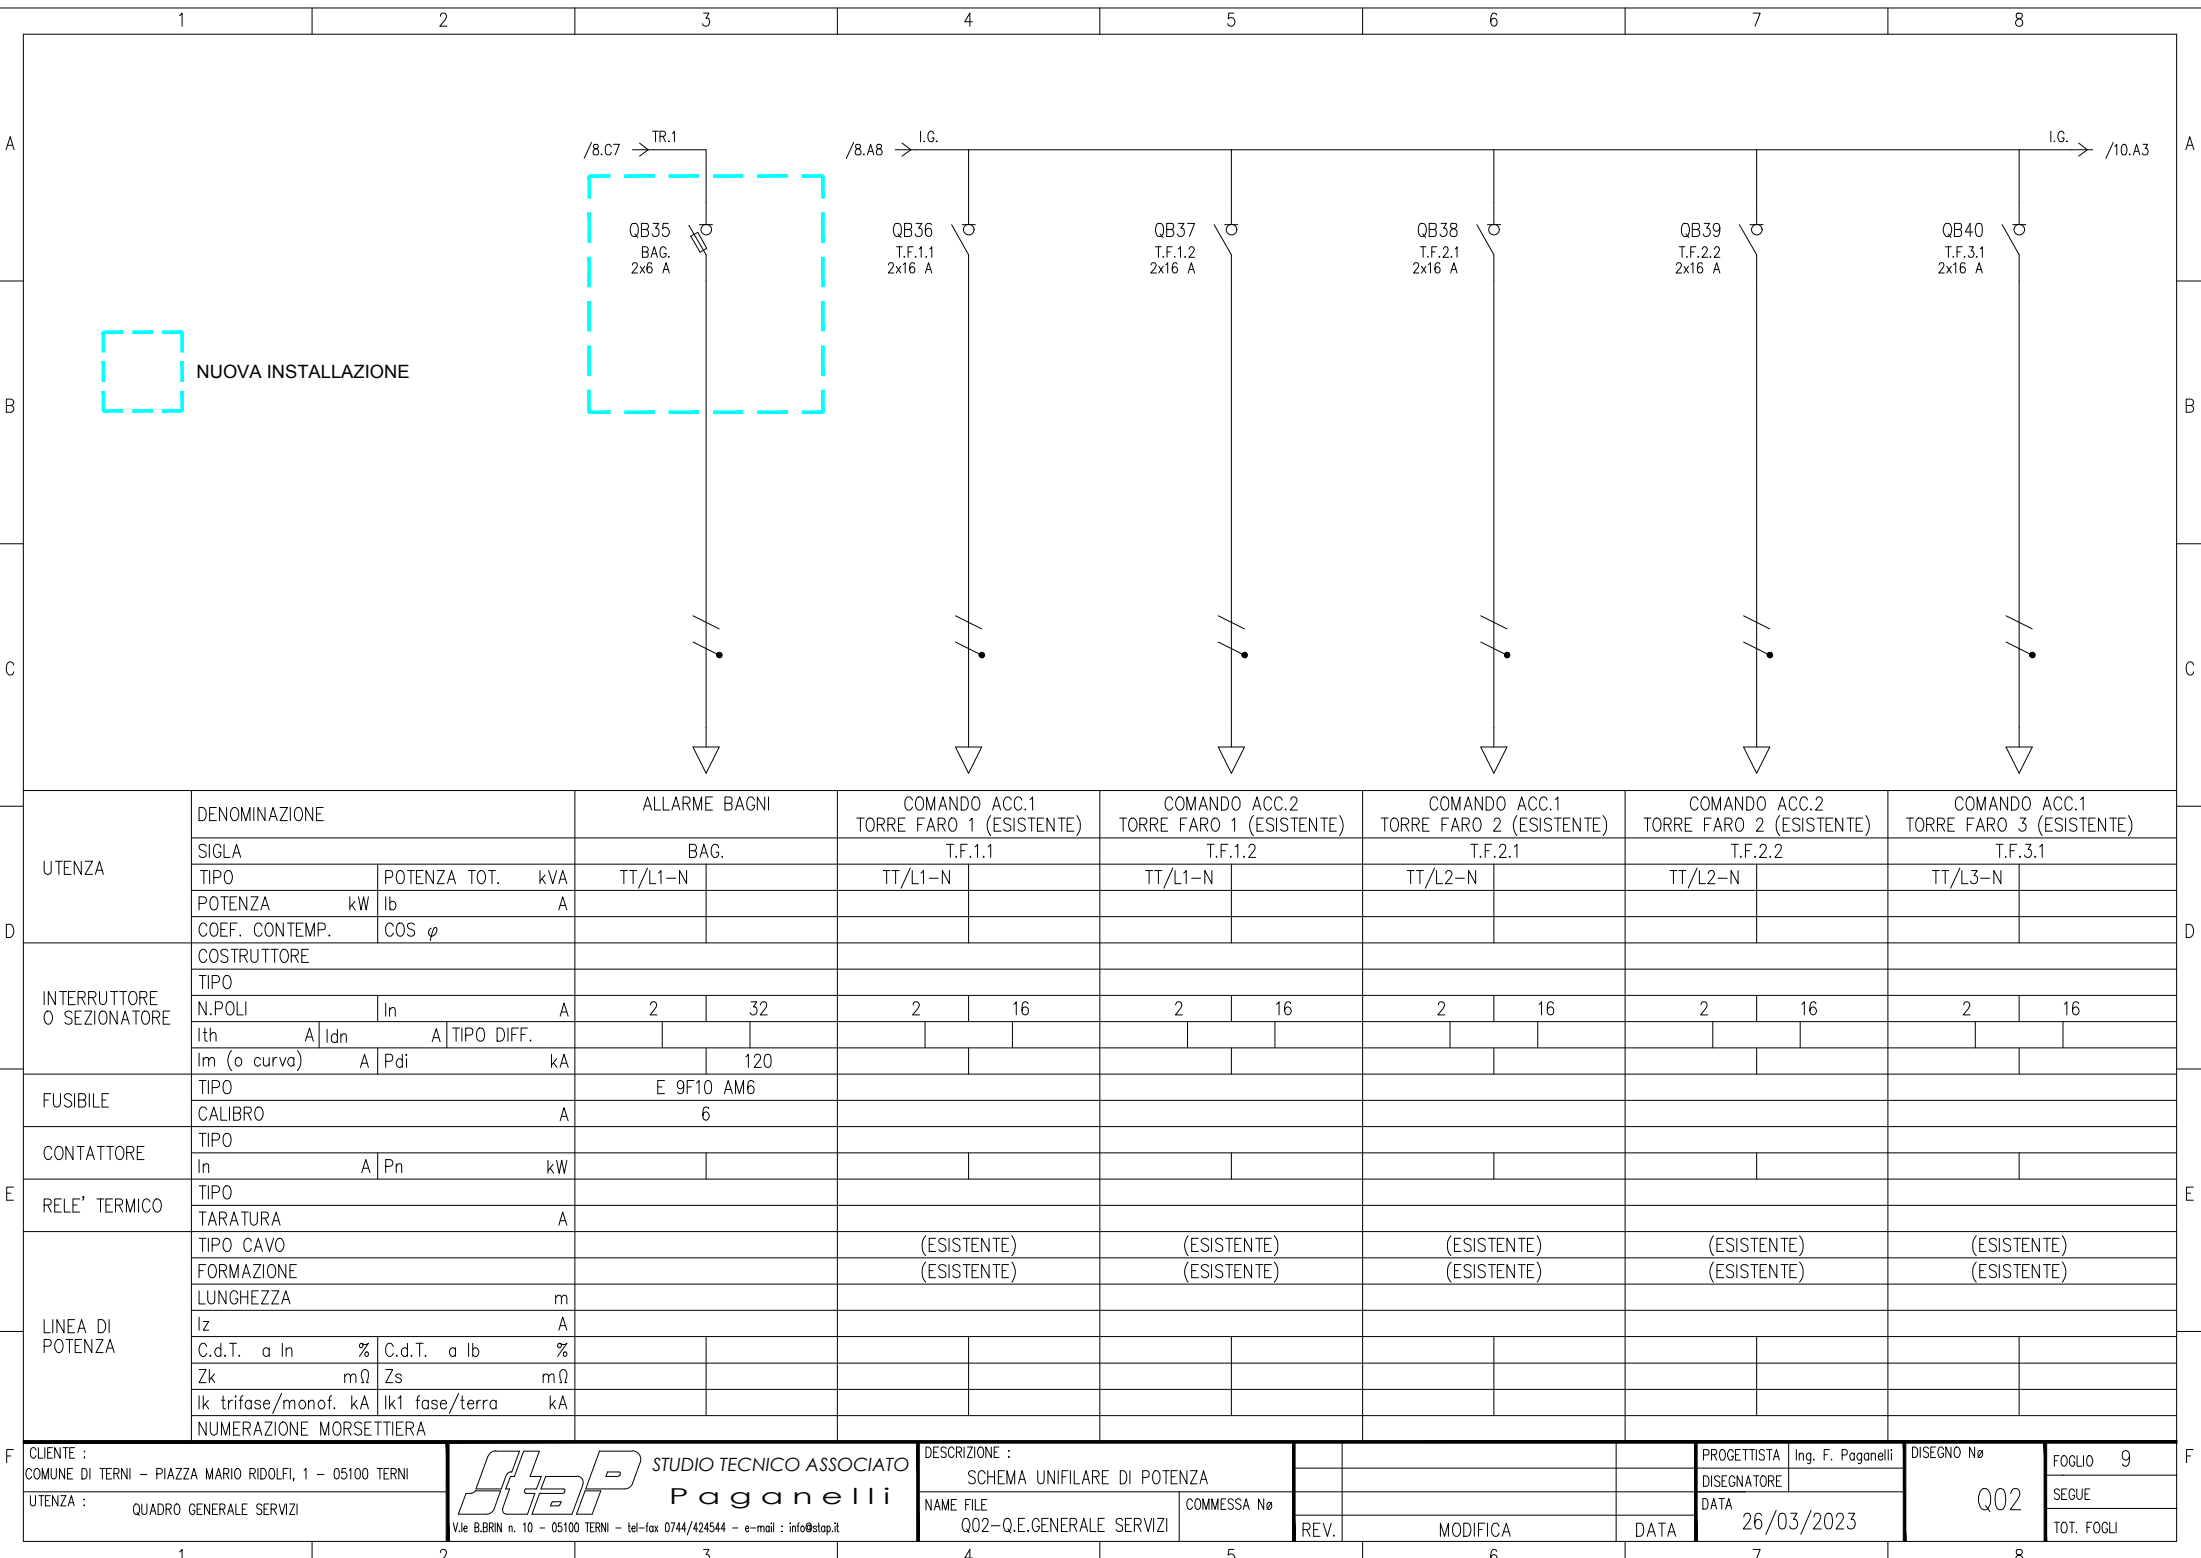 1 2 3 4 5 6 7 8
A A
/8.C7 TR.1 /8.A8 I.G. I.G. /10.A3
QB35
BAG.
2x6 A
QB36
T.F.1.1
2x16 A
QB37
T.F.1.2
2x16 A
QB38
T.F.2.1
2x16 A
QB39
T.F.2.2
2x16 A
QB40
T.F.3.1
2x16 A
NUOVA INSTALLAZIONE
B B
C C
UTENZA
DENOMINAZIONE
ALLARME BAGNI
COMANDO ACC.1
TORRE FARO 1 (ESISTENTE)
COMANDO ACC.2
TORRE FARO 1 (ESISTENTE)
COMANDO ACC.1
TORRE FARO 2 (ESISTENTE)
COMANDO ACC.2
TORRE FARO 2 (ESISTENTE)
COMANDO ACC.1
TORRE FARO 3 (ESISTENTE)
SIGLA BAG. T.F.1.1 T.F.1.2 T.F.2.1 T.F.2.2 T.F.3.1
TIPO POTENZA TOT. kVA TT/L1-N TT/L1-N TT/L1-N TT/L2-N TT/L2-N TT/L3-N
POTENZA kW Ib A
COEF. CONTEMP. COS φ
D D
INTERRUTTORE
O SEZIONATORE
COSTRUTTORE
TIPO
N.POLI In A 2 32 2 16 2 16 2 16 2 16 2 16
Ith A Idn A TIPO DIFF.
Im (o curva) A Pdi kA 120
FUSIBILE
TIPO E 9F10 AM6
CALIBRO A 6
CONTATTORE
TIPO
In A Pn kW
E E
RELE' TERMICO
TIPO
TARATURA A
LINEA DI
POTENZA
TIPO CAVO (ESISTENTE) (ESISTENTE) (ESISTENTE) (ESISTENTE) (ESISTENTE)
FORMAZIONE (ESISTENTE) (ESISTENTE) (ESISTENTE) (ESISTENTE) (ESISTENTE)
LUNGHEZZA m
Iz A
C.d.T. a In % C.d.T. a Ib %
Zk mΩ Zs mΩ
Ik trifase/monof. kA Ik1 fase/terra kA
NUMERAZIONE MORSETTIERA
F F
CLIENTE :
COMUNE DI TERNI - PIAZZA MARIO RIDOLFI, 1 - 05100 TERNI
UTENZA : QUADRO GENERALE SERVIZI
StaP
STUDIO TECNICO ASSOCIATO
Paganelli
V.le B.BRIN n. 10 - 05100 TERNI - tel-fax 0744/424544 - e-mail : info@stap.it
DESCRIZIONE :
SCHEMA UNIFILARE DI POTENZA
NAME FILE
Q02-Q.E.GENERALE SERVIZI
COMMESSA Nø
REV. MODIFICA DATA
PROGETTISTA Ing. F. Paganelli
DISEGNATORE
DATA
26/03/2023
DISEGNO Nø
Q02
FOGLIO 9
SEGUE
TOT. FOGLI
1 2 3 4 5 6 7 8